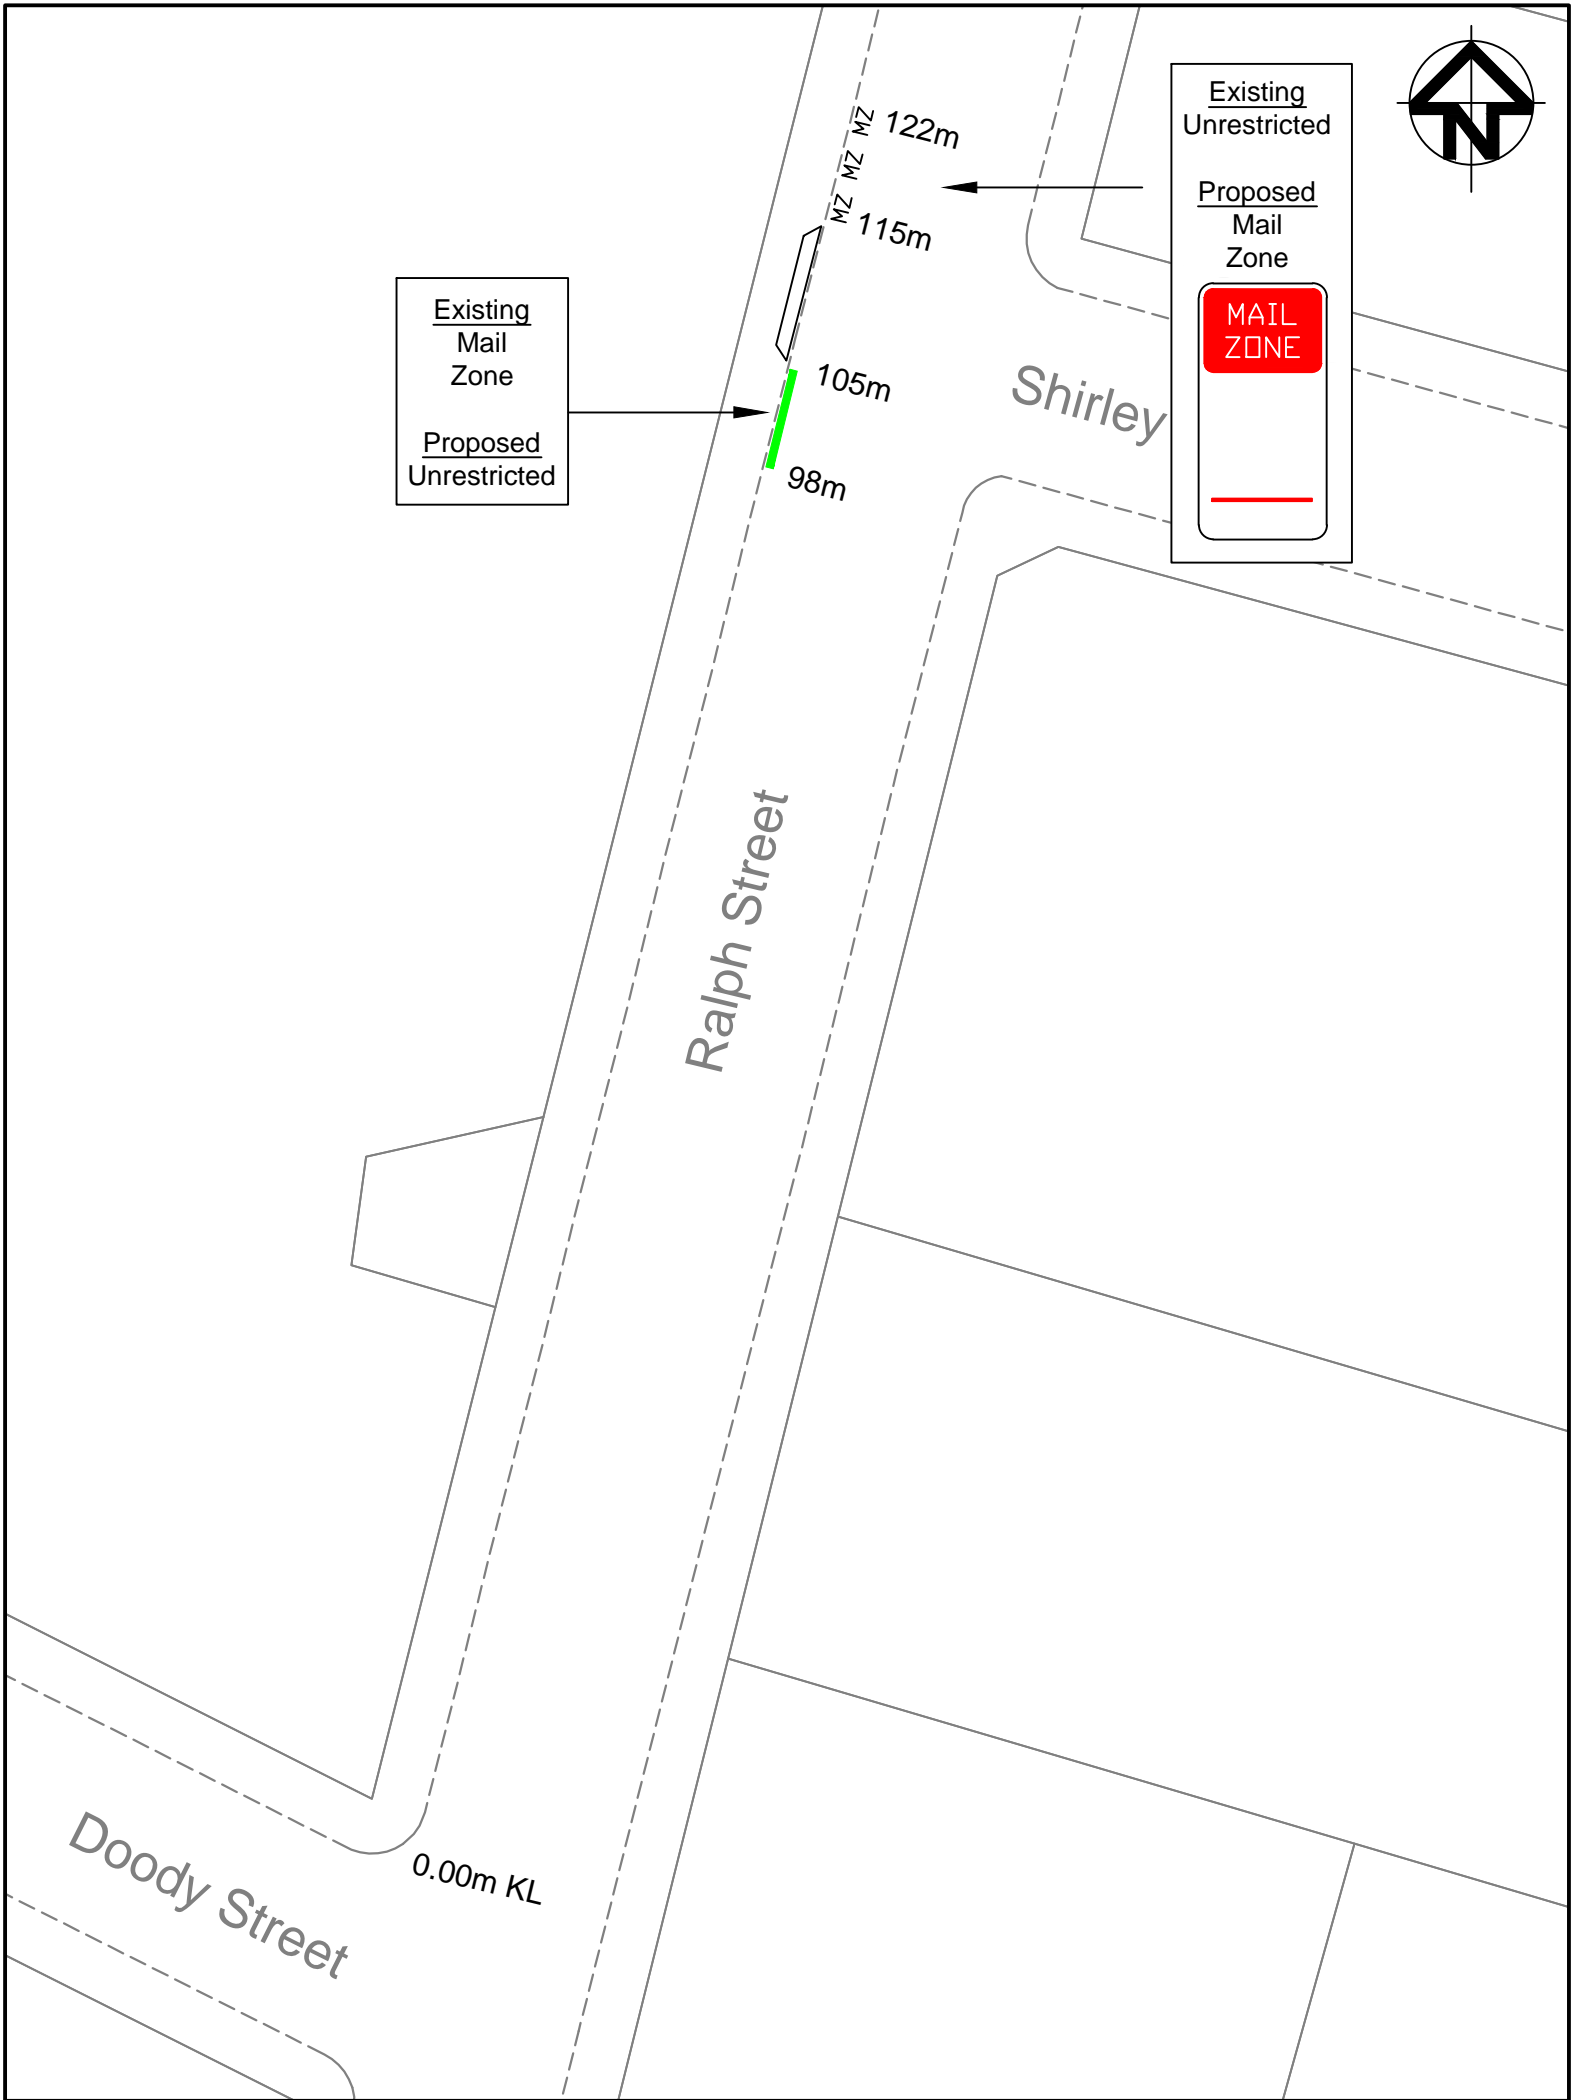 Existing
Unrestricted
Proposed
Mail
Zone
MAIL
ZONE
N
122m
MZ MZ MZ
115m
Existing
Mail
Zone
Proposed
Unrestricted
105m
98m
Shirley
Ralph Street
Doody Street
0.00m KL